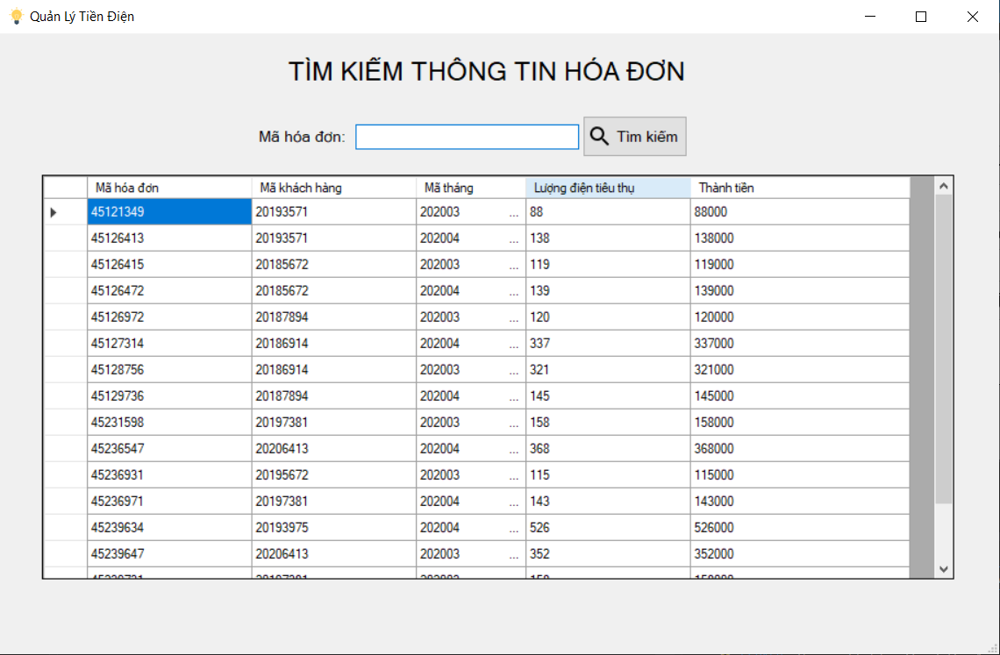 Quản Lý Tiền Điện
TÌM KIẾM THÔNG TIN HÓA ĐƠN
Mã hóa đơn: Tìm kiếm
Mã hóa đơn Mã khách hàng Mã tháng Lượng điện tiêu thụ Thành tiền
45121349 20193571 202003 ... 88 88000
45126413 20193571 202004 ... 138 138000
45126415 20185672 202003 ... 119 119000
45126472 20185672 202004 ... 139 139000
45126972 20187894 202003 ... 120 120000
45127314 20186914 202004 ... 337 337000
45128756 20186914 202003 ... 321 321000
45129736 20187894 202004 ... 145 145000
45231598 20197381 202003 ... 158 158000
45236547 20206413 202004 ... 368 368000
45236931 20195672 202003 ... 115 115000
45236971 20197381 202004 ... 143 143000
45239634 20193975 202004 ... 526 526000
45239647 20206413 202003 ... 352 352000